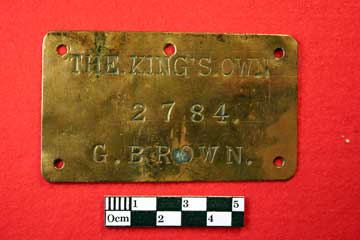 THE.KING'S.OWN.
2784.
G.BROWN.
1 3 5
0cm 2 4